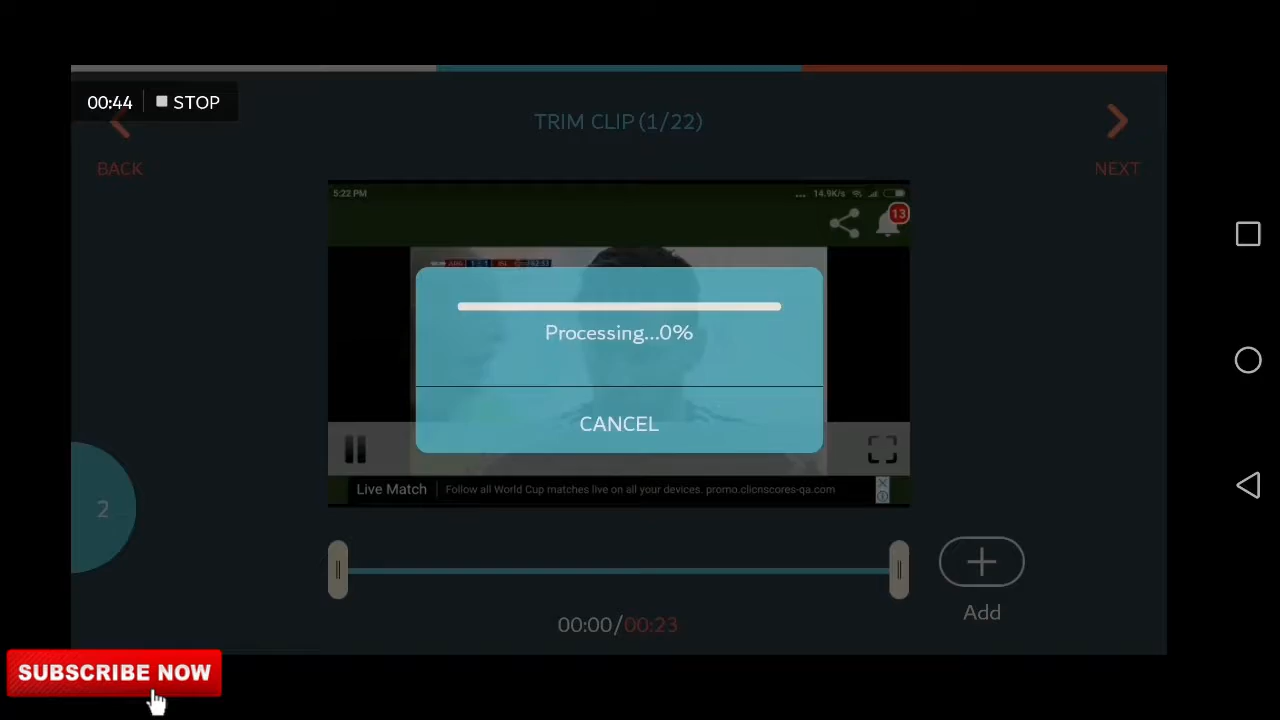 00:44 STOP
TRIM CLIP (1/22)
BACK
NEXT
5:22 PM
... 14.9K/s
13
Processing...0%
CANCEL
2
Live Match Follow all World Cup matches live on all your devices. promo.clicnscores-qa.com
00:00/00:23
Add
SUBSCRIBE NOW